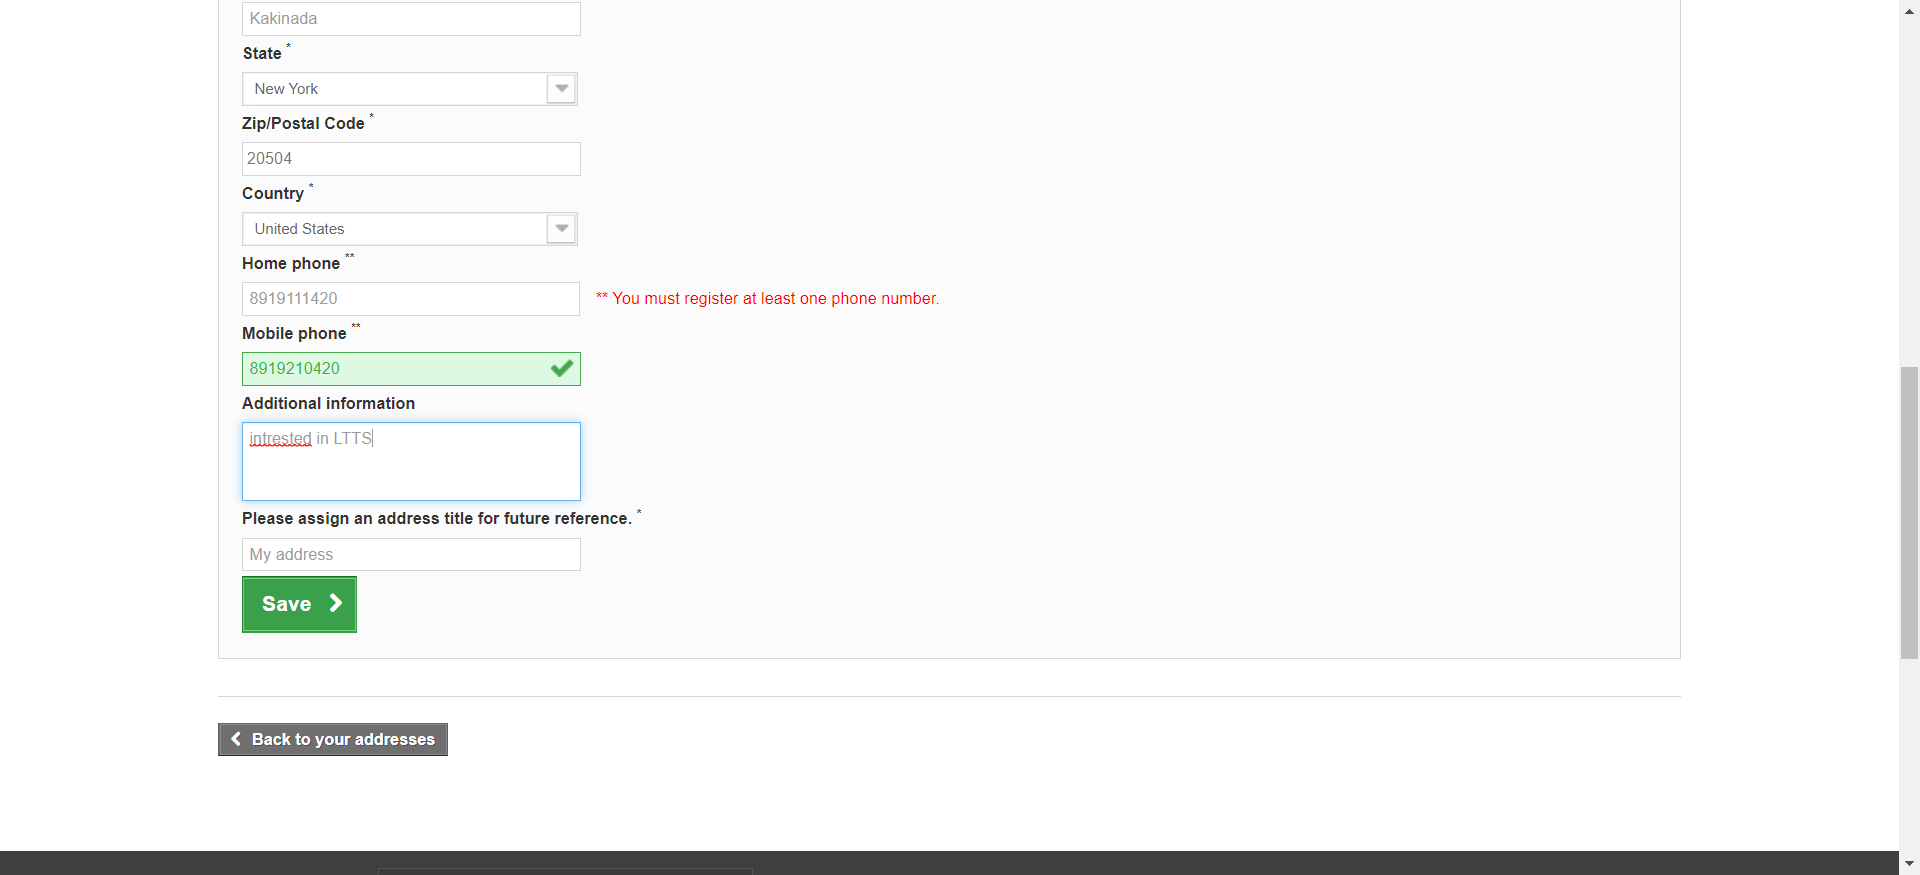 Kakinada
State *
New York
Zip/Postal Code *
20504
Country *
United States
Home phone **
8919111420
** You must register at least one phone number.
Mobile phone **
8919210420
Additional information
intrested in LTTS
Please assign an address title for future reference. *
My address
Save
Back to your addresses